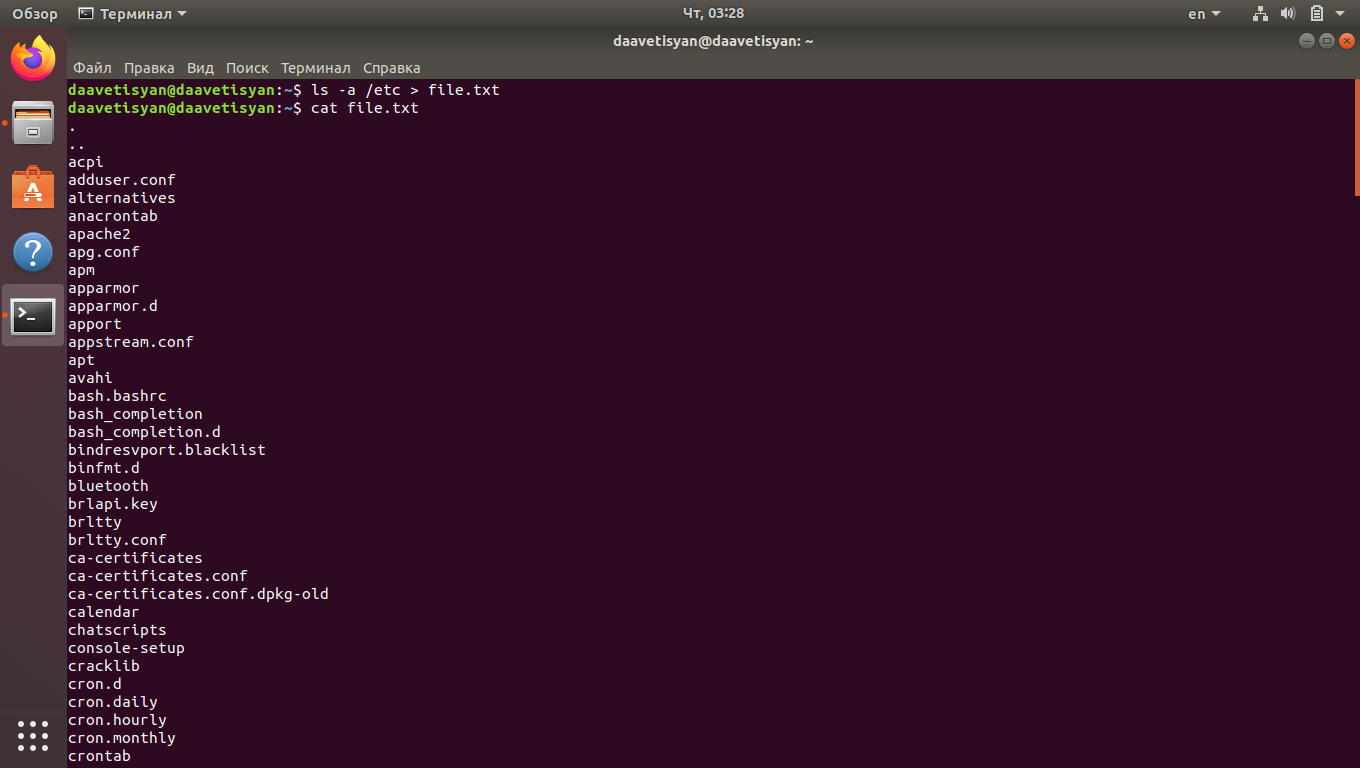 Обзор Терминал Чт, 03:28 en
daavetisyan@daavetisyan: ~
Файл Правка Вид Поиск Терминал Справка
daavetisyan@daavetisyan:~$ ls -a /etc > file.txt
daavetisyan@daavetisyan:~$ cat file.txt
.
..
acpi
adduser.conf
alternatives
anacrontab
apache2
apg.conf
apm
apparmor
apparmor.d
apport
appstream.conf
apt
avahi
bash.bashrc
bash_completion
bash_completion.d
bindresvport.blacklist
binfmt.d
bluetooth
brlapi.key
brltty
brltty.conf
ca-certificates
ca-certificates.conf
ca-certificates.conf.dpkg-old
calendar
chatscripts
console-setup
cracklib
cron.d
cron.daily
cron.hourly
cron.monthly
crontab